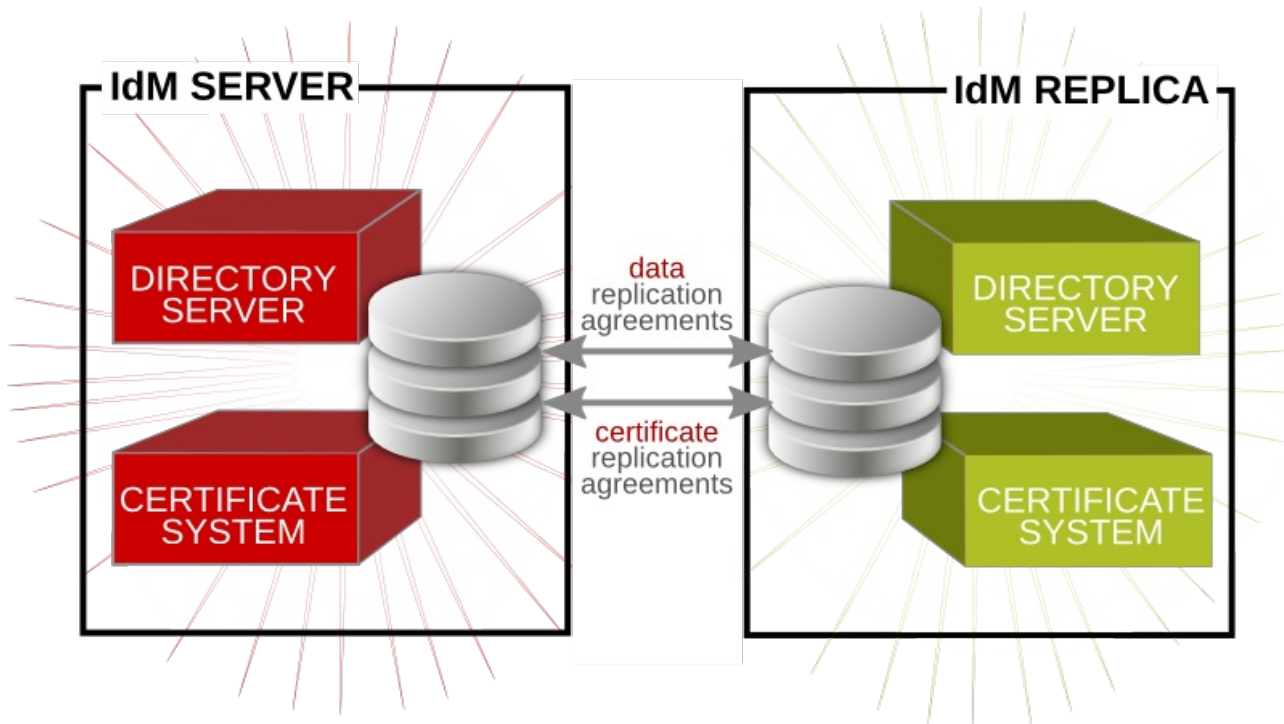 IdM SERVER
IdM REPLICA
DIRECTORY
SERVER
data
replication
agreements
DIRECTORY
SERVER
CERTIFICATE
SYSTEM
certificate
replication
agreements
CERTIFICATE
SYSTEM